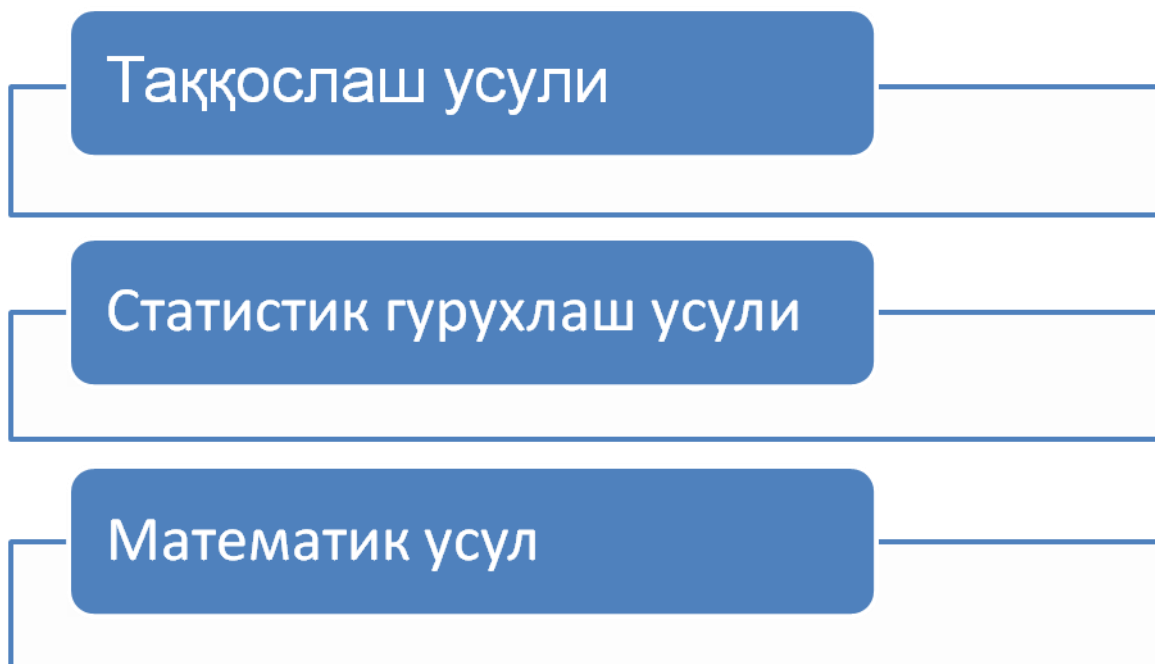 Таққослаш усули
Статистик гурухлаш усули
Математик усул